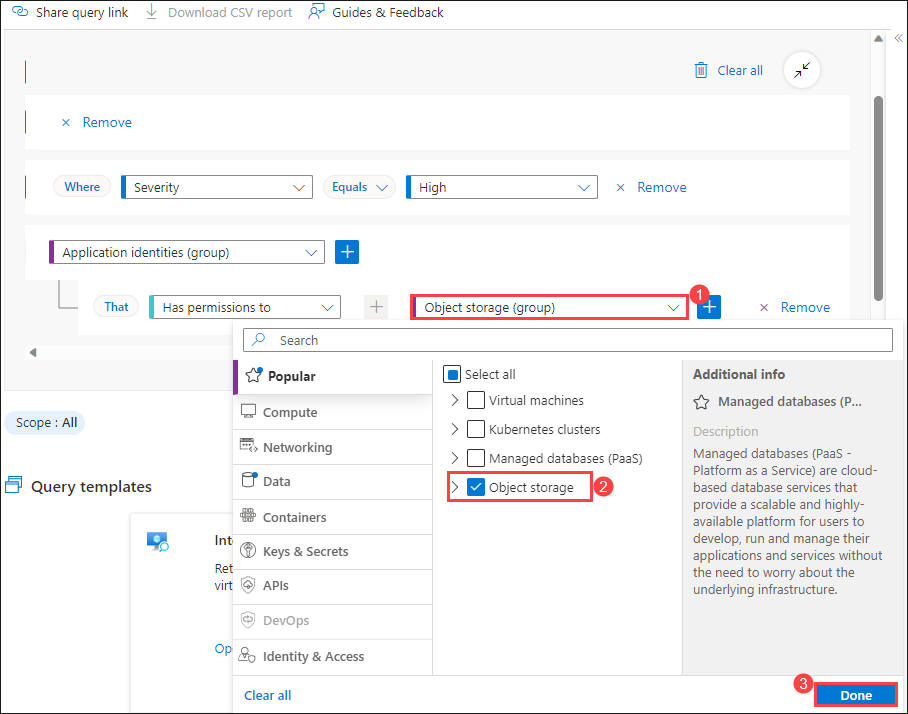 Share query link
Download CSV report
Guides & Feedback
Clear all
Remove
Where
Severity
Equals
High
Remove
Application identities (group)
That
Has permissions to
Object storage (group)
1
Remove
Search
Popular
Compute
Networking
Data
Containers
Keys & Secrets
APIs
DevOps
Identity & Access
Select all
Virtual machines
Kubernetes clusters
Managed databases (PaaS)
Object storage
2
Additional info
Managed databases (P...
Description
Managed databases (PaaS -
Platform as a Service) are cloud-
based database services that
provide a scalable and highly-
available platform for users to
develop, run and manage their
applications and services without
the need to worry about the
underlying infrastructure.
Scope : All
Query templates
Inte
Ret
virt
Op
Clear all
3
Done